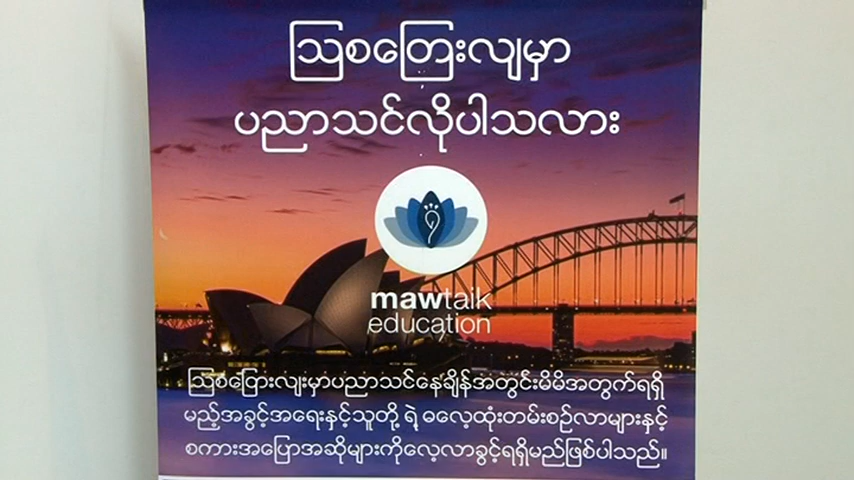 ဩစတြေးလျမှာ
ပညာသင်လိုပါသလား
mawtaik
education
ဩစြေားလျးမှာပညာသင်နေချိန်အတွင်းမိမိအတွက်ရရှိ
မည့်အခွင့်အရေးနှင့်သူတို့ ရဲ့ ဓလေ့ထုံးတမ်းစဉ်လာများနှင့်
စကားအပြောအဆိုများကိုလေ့လာခွင့်ရရှိမည်ဖြစ်ပါသည်။